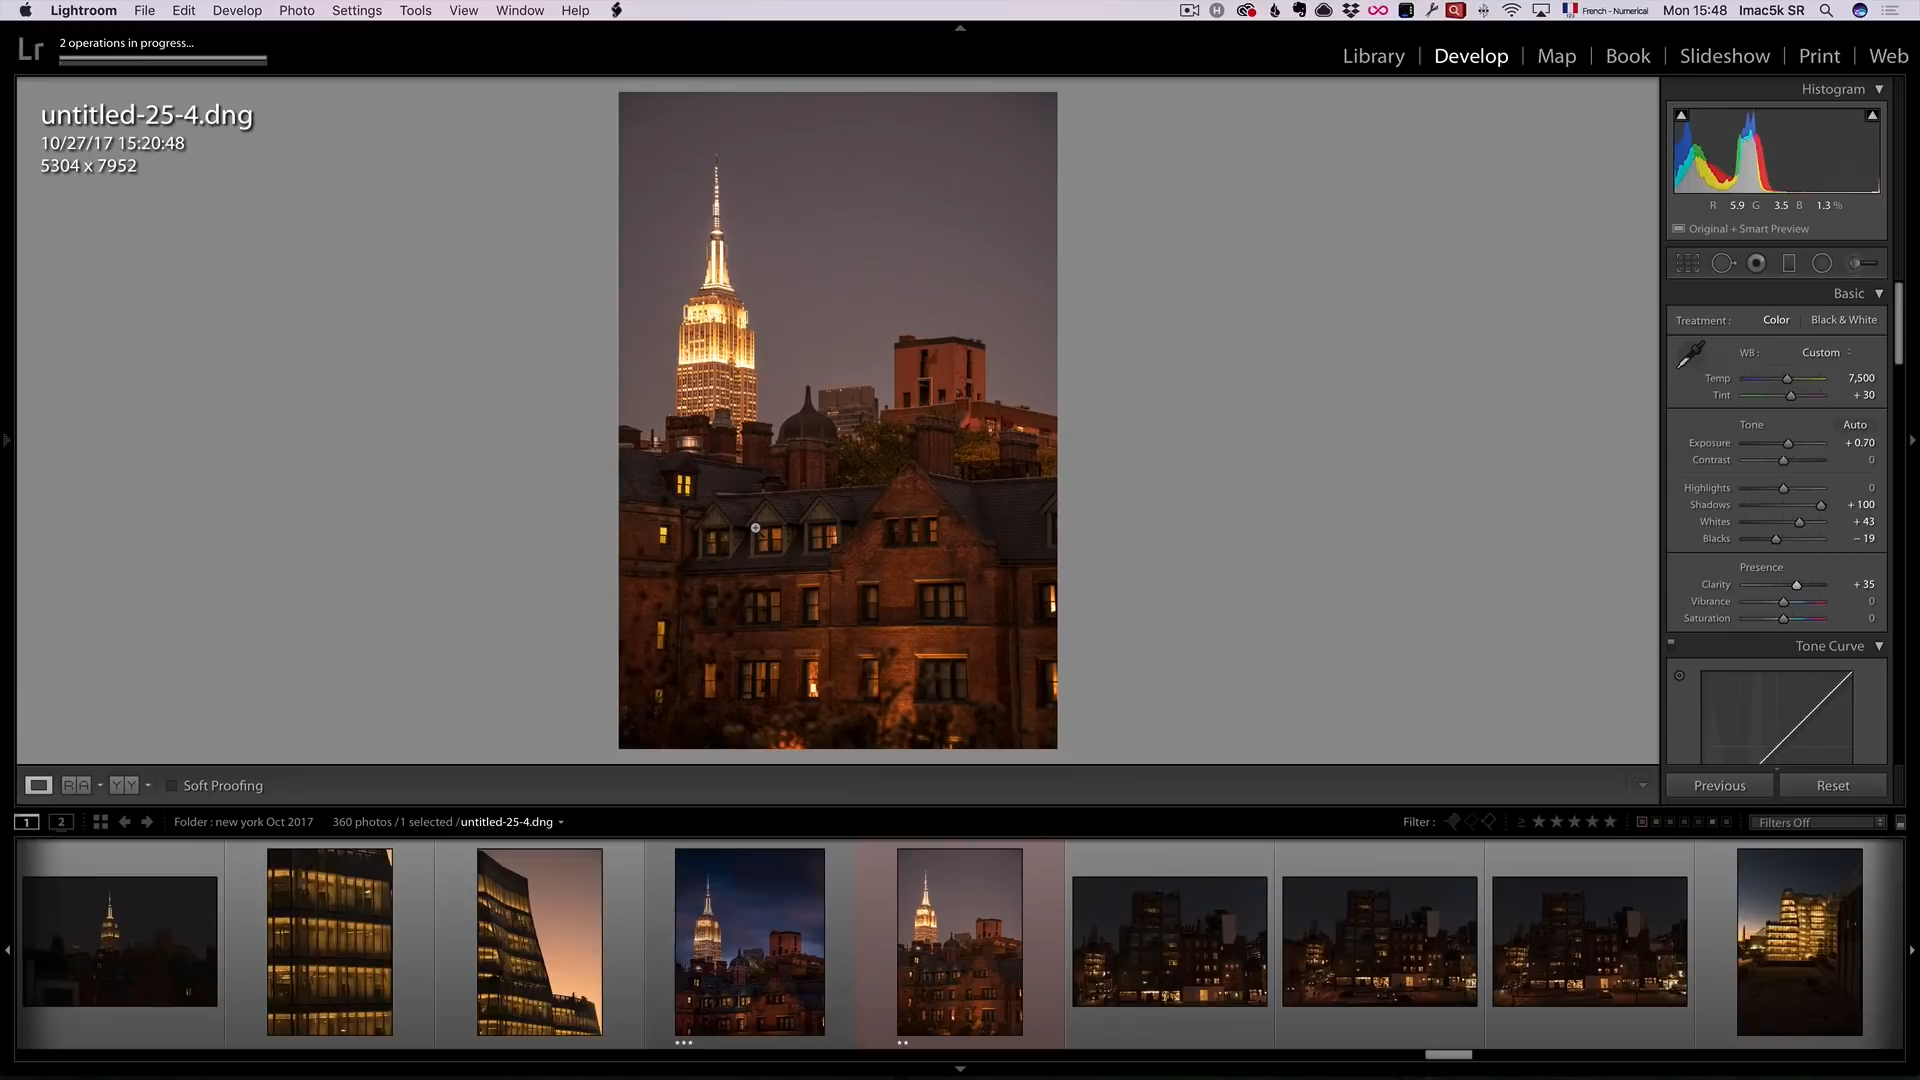 Lightroom File Edit Develop Photo Settings Tools View Window Help
French - Numerical Mon 15:48 Imac5k SR
Lr 2 operations in progress...
Library | Develop | Map | Book | Slideshow | Print | Web
untitled-25-4.dng
10/27/17 15:20:48
5304 x 7952
Histogram
R 5.9 G 3.5 B 1.3 %
Original + Smart Preview
Basic
Treatment : Color | Black & White
WB : Custom
Temp 7,500
Tint + 30
Tone Auto
Exposure + 0.70
Contrast 0
Highlights 0
Shadows + 100
Whites + 43
Blacks − 19
Presence
Clarity + 35
Vibrance 0
Saturation 0
Tone Curve
Previous Reset
R A Y Y Soft Proofing
1 2 Folder : new york Oct 2017 360 photos / 1 selected / untitled-25-4.dng Filter : ≥ ★ ★ ★ ★ ★ Filters Off
★★★ ★★